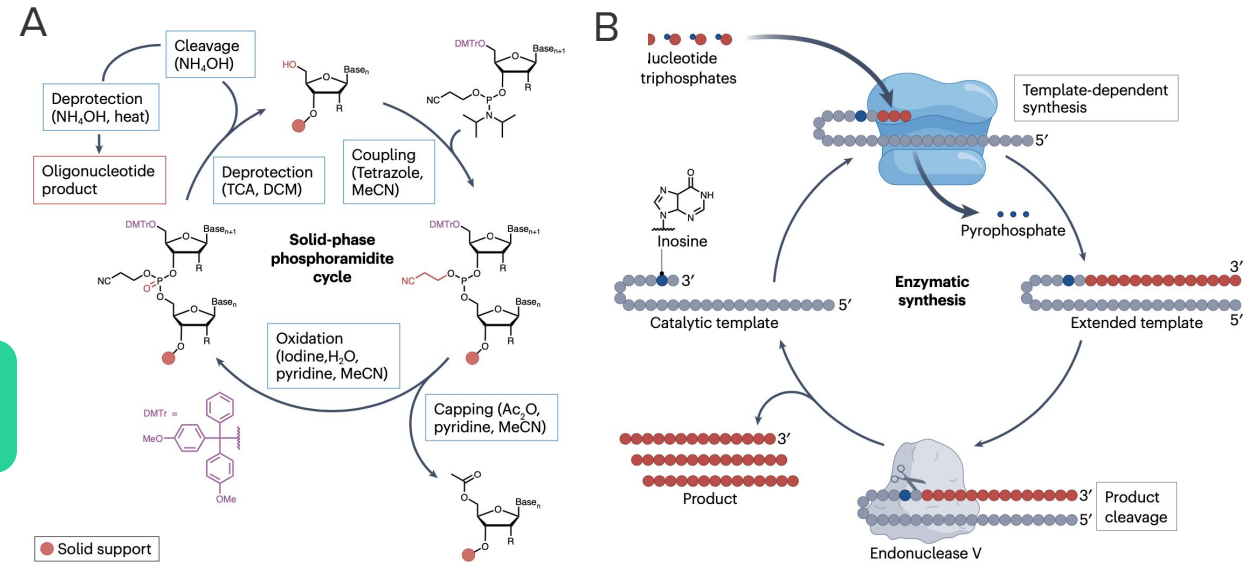 A
Cleavage
(NH₄OH)
Deprotection
(NH₄OH, heat)
Oligonucleotide
product
HO
O
Baseₙ
R
O
DMTrO
O
Baseₙ₊₁
NC
O
O
P
R
N
Deprotection
(TCA, DCM)
Coupling
(Tetrazole,
MeCN)
DMTrO
O
Baseₙ₊₁
NC
O
O
P
R
O
O
O
Baseₙ
R
O
Solid-phase
phosphoramidite
cycle
DMTrO
O
Baseₙ₊₁
NC
O
O
P
R
O
O
Baseₙ
R
O
Oxidation
(Iodine,H₂O,
pyridine, MeCN)
Capping (Ac₂O,
pyridine, MeCN)
DMTr =
MeO
OMe
O
O
O
Baseₙ
R
O
Solid support
B
lucleotide
triphosphates
Template-dependent
synthesis
5′
Pyrophosphate
O
N
NH
N
N
Inosine
3′
5′
Catalytic template
Enzymatic
synthesis
3′
5′
Extended template
3′
Product
3′
5′
Product
cleavage
Endonuclease V